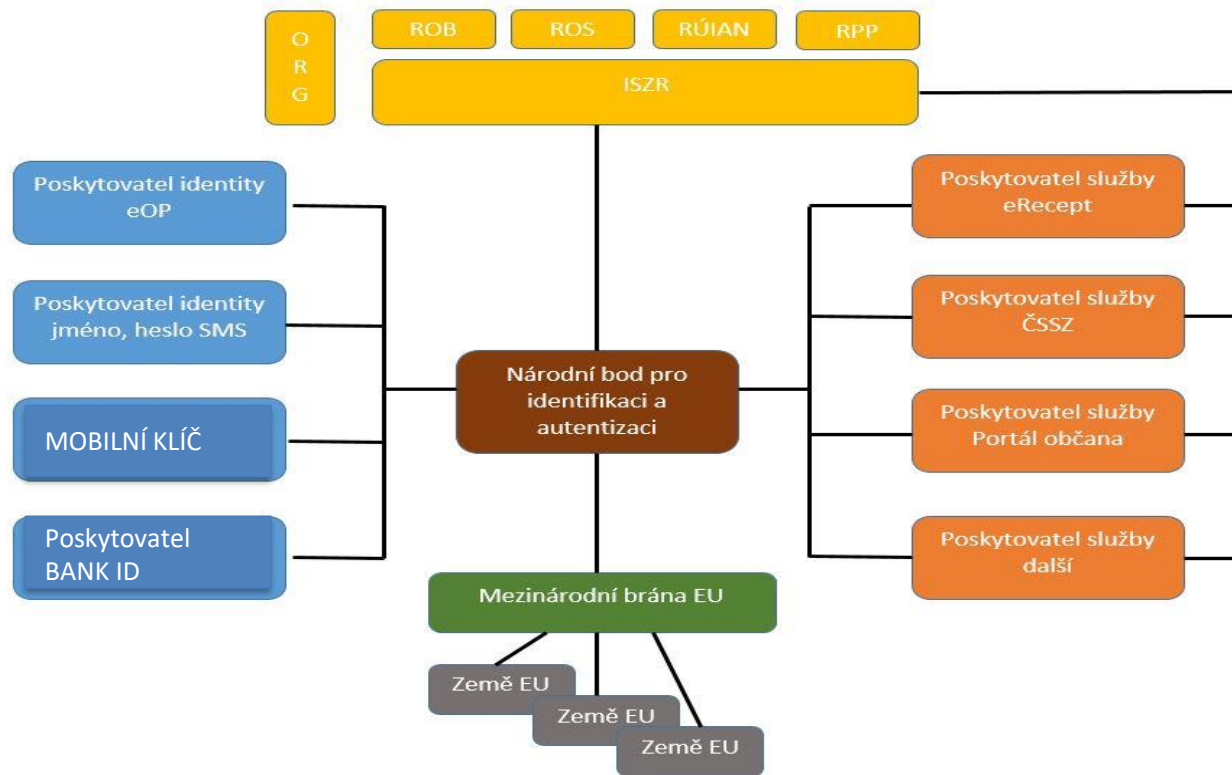 O
R
G
ROB
ROS
RÚIAN
RPP
ISZR
Poskytovatel identity
eOP
Poskytovatel identity
jméno, heslo SMS
MOBILNÍ KLÍČ
Poskytovatel
BANK ID
Národní bod pro
identifikaci a
autentizaci
Poskytovatel služby
eRecept
Poskytovatel služby
ČSSZ
Poskytovatel služby
Portál občana
Poskytovatel služby
další
Mezinárodní brána EU
Země EU
Země EU
Země EU